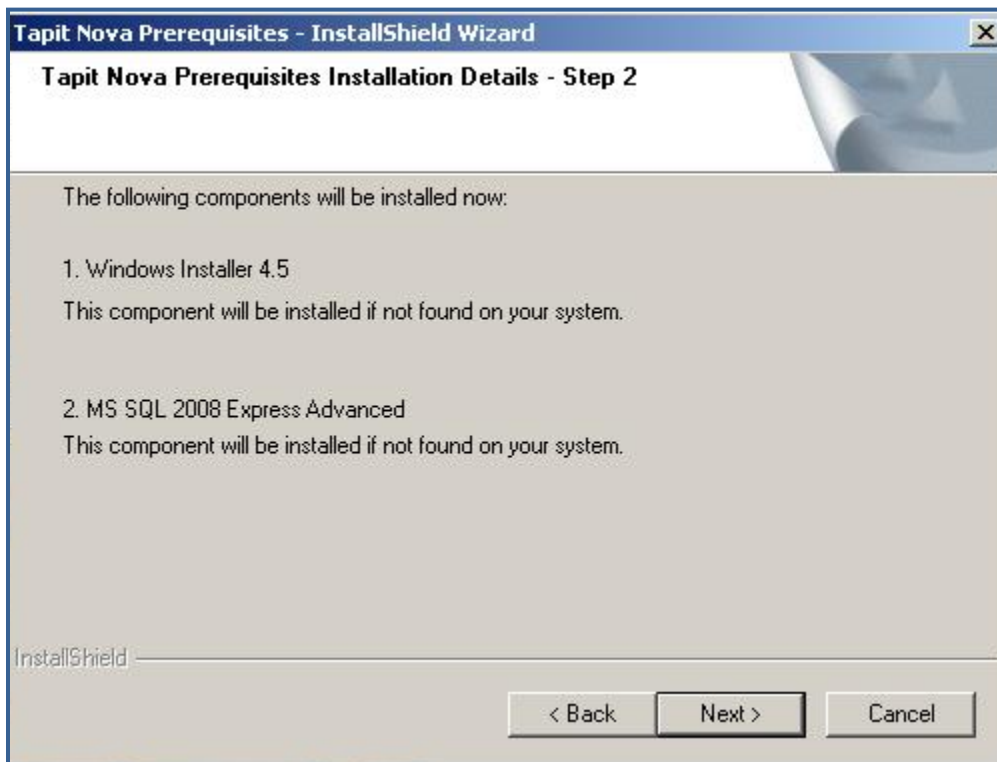 Tapit Nova Prerequisites - InstallShield Wizard
Tapit Nova Prerequisites Installation Details - Step 2
The following components will be installed now:
1. Windows Installer 4.5
This component will be installed if not found on your system.
2. MS SQL 2008 Express Advanced
This component will be installed if not found on your system.
InstallShield
< Back Next > Cancel